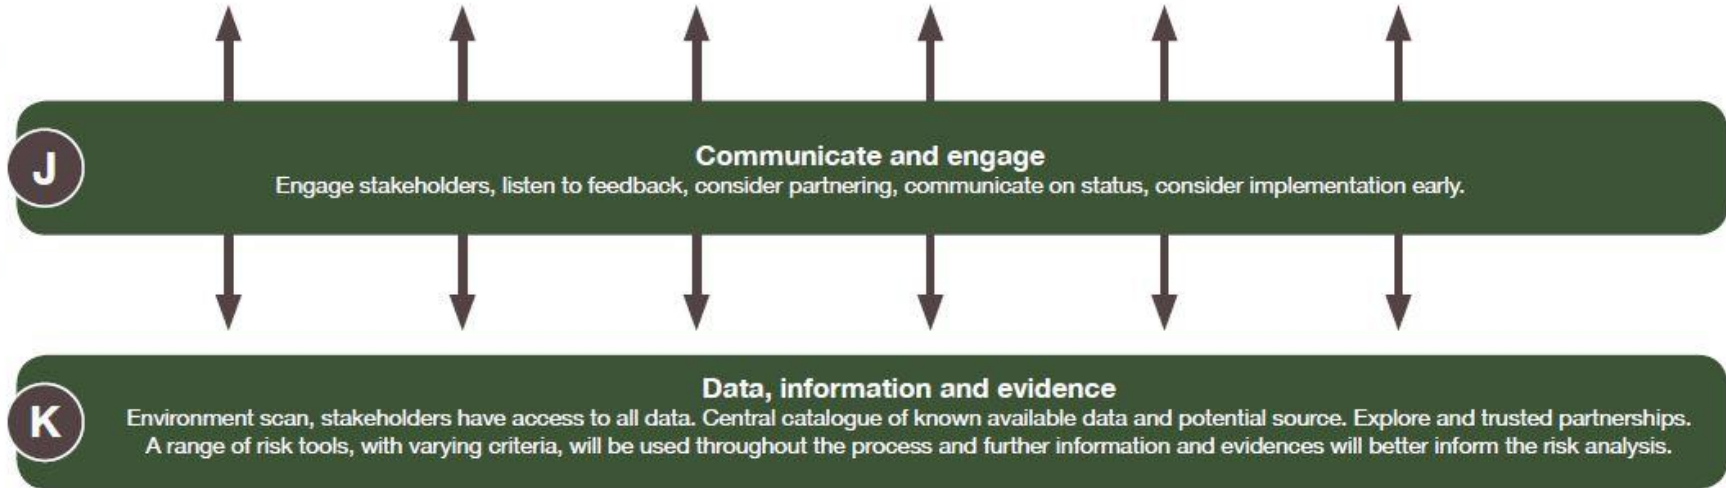 J
Communicate and engage
Engage stakeholders, listen to feedback, consider partnering, communicate on status, consider implementation early.
K
Data, information and evidence
Environment scan, stakeholders have access to all data. Central catalogue of known available data and potential source. Explore and trusted partnerships.
A range of risk tools, with varying criteria, will be used throughout the process and further information and evidences will better inform the risk analysis.